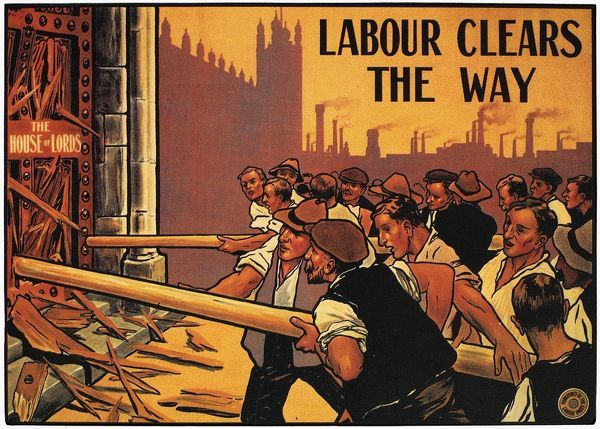 LABOUR CLEARS
THE WAY
THE
HOUSE OF LORDS